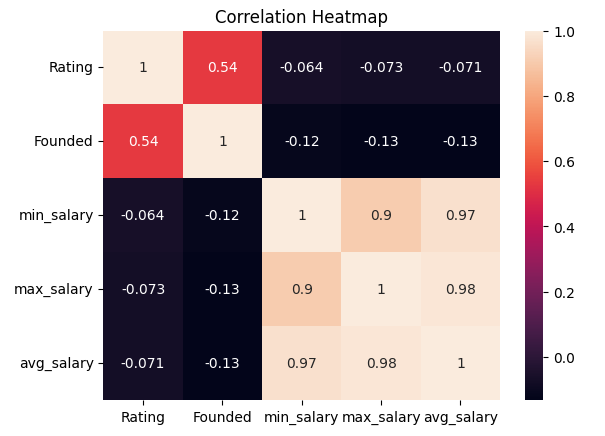 Correlation Heatmap
Rating 1 0.54 -0.064 -0.073 -0.071
Founded 0.54 1 -0.12 -0.13 -0.13
min_salary -0.064 -0.12 1 0.9 0.97
max_salary -0.073 -0.13 0.9 1 0.98
avg_salary -0.071 -0.13 0.97 0.98 1
Rating Founded min_salary max_salary avg_salary
1.0
0.8
0.6
0.4
0.2
0.0